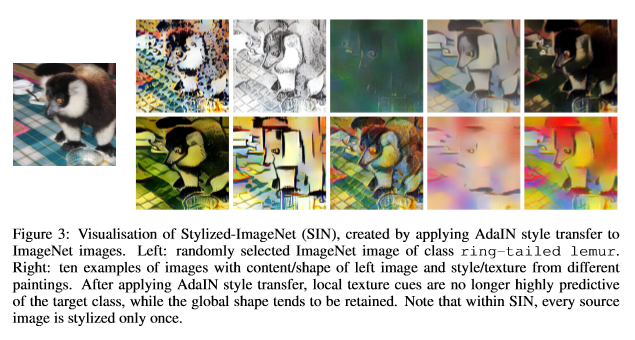 Figure 3: Visualisation of Stylized-ImageNet (SIN), created by applying AdaIN style transfer to
ImageNet images. Left: randomly selected ImageNet image of class ring-tailed lemur.
Right: ten examples of images with content/shape of left image and style/texture from different
paintings. After applying AdaIN style transfer, local texture cues are no longer highly predictive
of the target class, while the global shape tends to be retained. Note that within SIN, every source
image is stylized only once.